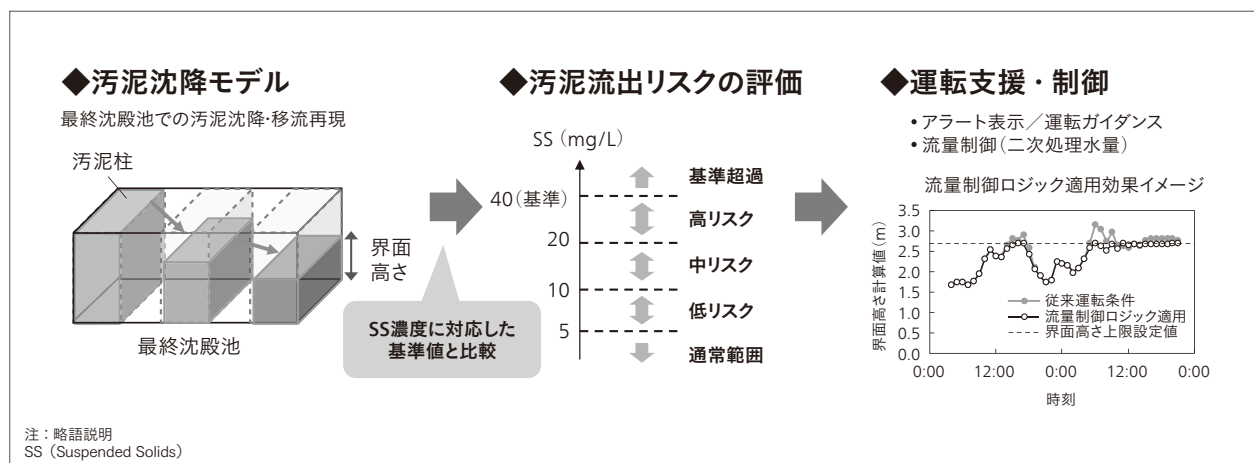 ◆汚泥沈降モデル
最終沈殿池での汚泥沈降・移流再現
汚泥柱
界面
高さ
最終沈殿池
SS濃度に対応した
基準値と比較
◆汚泥流出リスクの評価
SS（mg/L）
40（基準）
20
10
5
基準超過
高リスク
中リスク
低リスク
通常範囲
◆運転支援・制御
•アラート表示／運転ガイダンス
•流量制御（二次処理水量）
流量制御ロジック適用効果イメージ
界面高さ計算値（m）
3.5
3.0
2.5
2.0
1.5
1.0
0.5
0.0
従来運転条件
流量制御ロジック適用
界面高さ上限設定値
0:00 12:00 0:00 12:00 0:00
時刻
注：略語説明
SS（Suspended Solids）